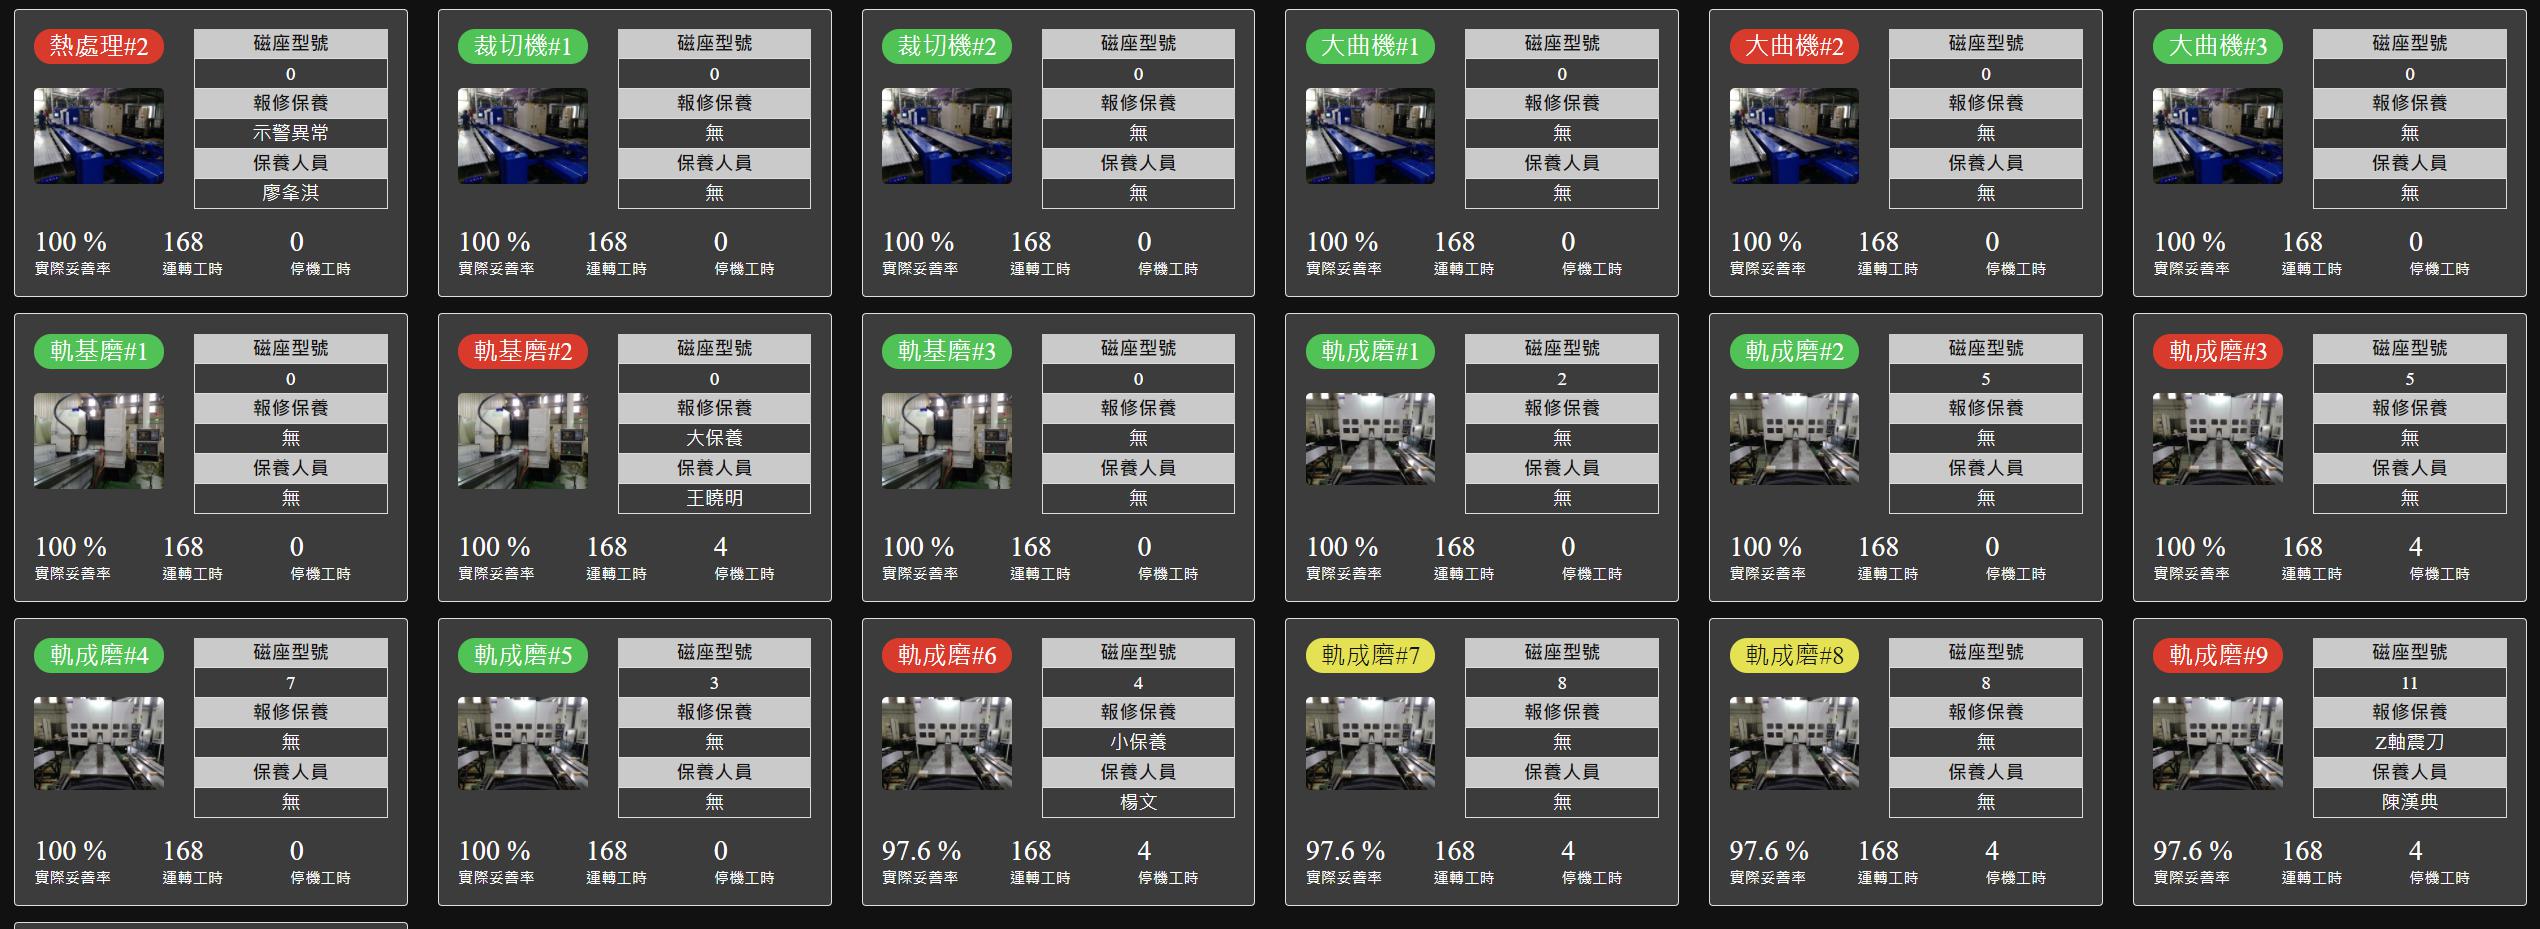 熱處理#2
磁座型號
0
報修保養
示警異常
保養人員
廖夆淇
100 %
168
0
實際妥善率
運轉工時
停機工時
裁切機#1
磁座型號
0
報修保養
無
保養人員
無
100 %
168
0
實際妥善率
運轉工時
停機工時
裁切機#2
磁座型號
0
報修保養
無
保養人員
無
100 %
168
0
實際妥善率
運轉工時
停機工時
大曲機#1
磁座型號
0
報修保養
無
保養人員
無
100 %
168
0
實際妥善率
運轉工時
停機工時
大曲機#2
磁座型號
0
報修保養
無
保養人員
無
100 %
168
0
實際妥善率
運轉工時
停機工時
大曲機#3
磁座型號
0
報修保養
無
保養人員
無
100 %
168
0
實際妥善率
運轉工時
停機工時
軌基磨#1
磁座型號
0
報修保養
無
保養人員
無
100 %
168
0
實際妥善率
運轉工時
停機工時
軌基磨#2
磁座型號
0
報修保養
大保養
保養人員
王曉明
100 %
168
4
實際妥善率
運轉工時
停機工時
軌基磨#3
磁座型號
0
報修保養
無
保養人員
無
100 %
168
0
實際妥善率
運轉工時
停機工時
軌成磨#1
磁座型號
2
報修保養
無
保養人員
無
100 %
168
0
實際妥善率
運轉工時
停機工時
軌成磨#2
磁座型號
5
報修保養
無
保養人員
無
100 %
168
0
實際妥善率
運轉工時
停機工時
軌成磨#3
磁座型號
5
報修保養
無
保養人員
無
100 %
168
4
實際妥善率
運轉工時
停機工時
軌成磨#4
磁座型號
7
報修保養
無
保養人員
無
100 %
168
0
實際妥善率
運轉工時
停機工時
軌成磨#5
磁座型號
3
報修保養
無
保養人員
無
100 %
168
0
實際妥善率
運轉工時
停機工時
軌成磨#6
磁座型號
4
報修保養
小保養
保養人員
楊文
97.6 %
168
4
實際妥善率
運轉工時
停機工時
軌成磨#7
磁座型號
8
報修保養
無
保養人員
無
97.6 %
168
4
實際妥善率
運轉工時
停機工時
軌成磨#8
磁座型號
8
報修保養
無
保養人員
無
97.6 %
168
4
實際妥善率
運轉工時
停機工時
軌成磨#9
磁座型號
11
報修保養
Z軸震刀
保養人員
陳漢典
97.6 %
168
4
實際妥善率
運轉工時
停機工時